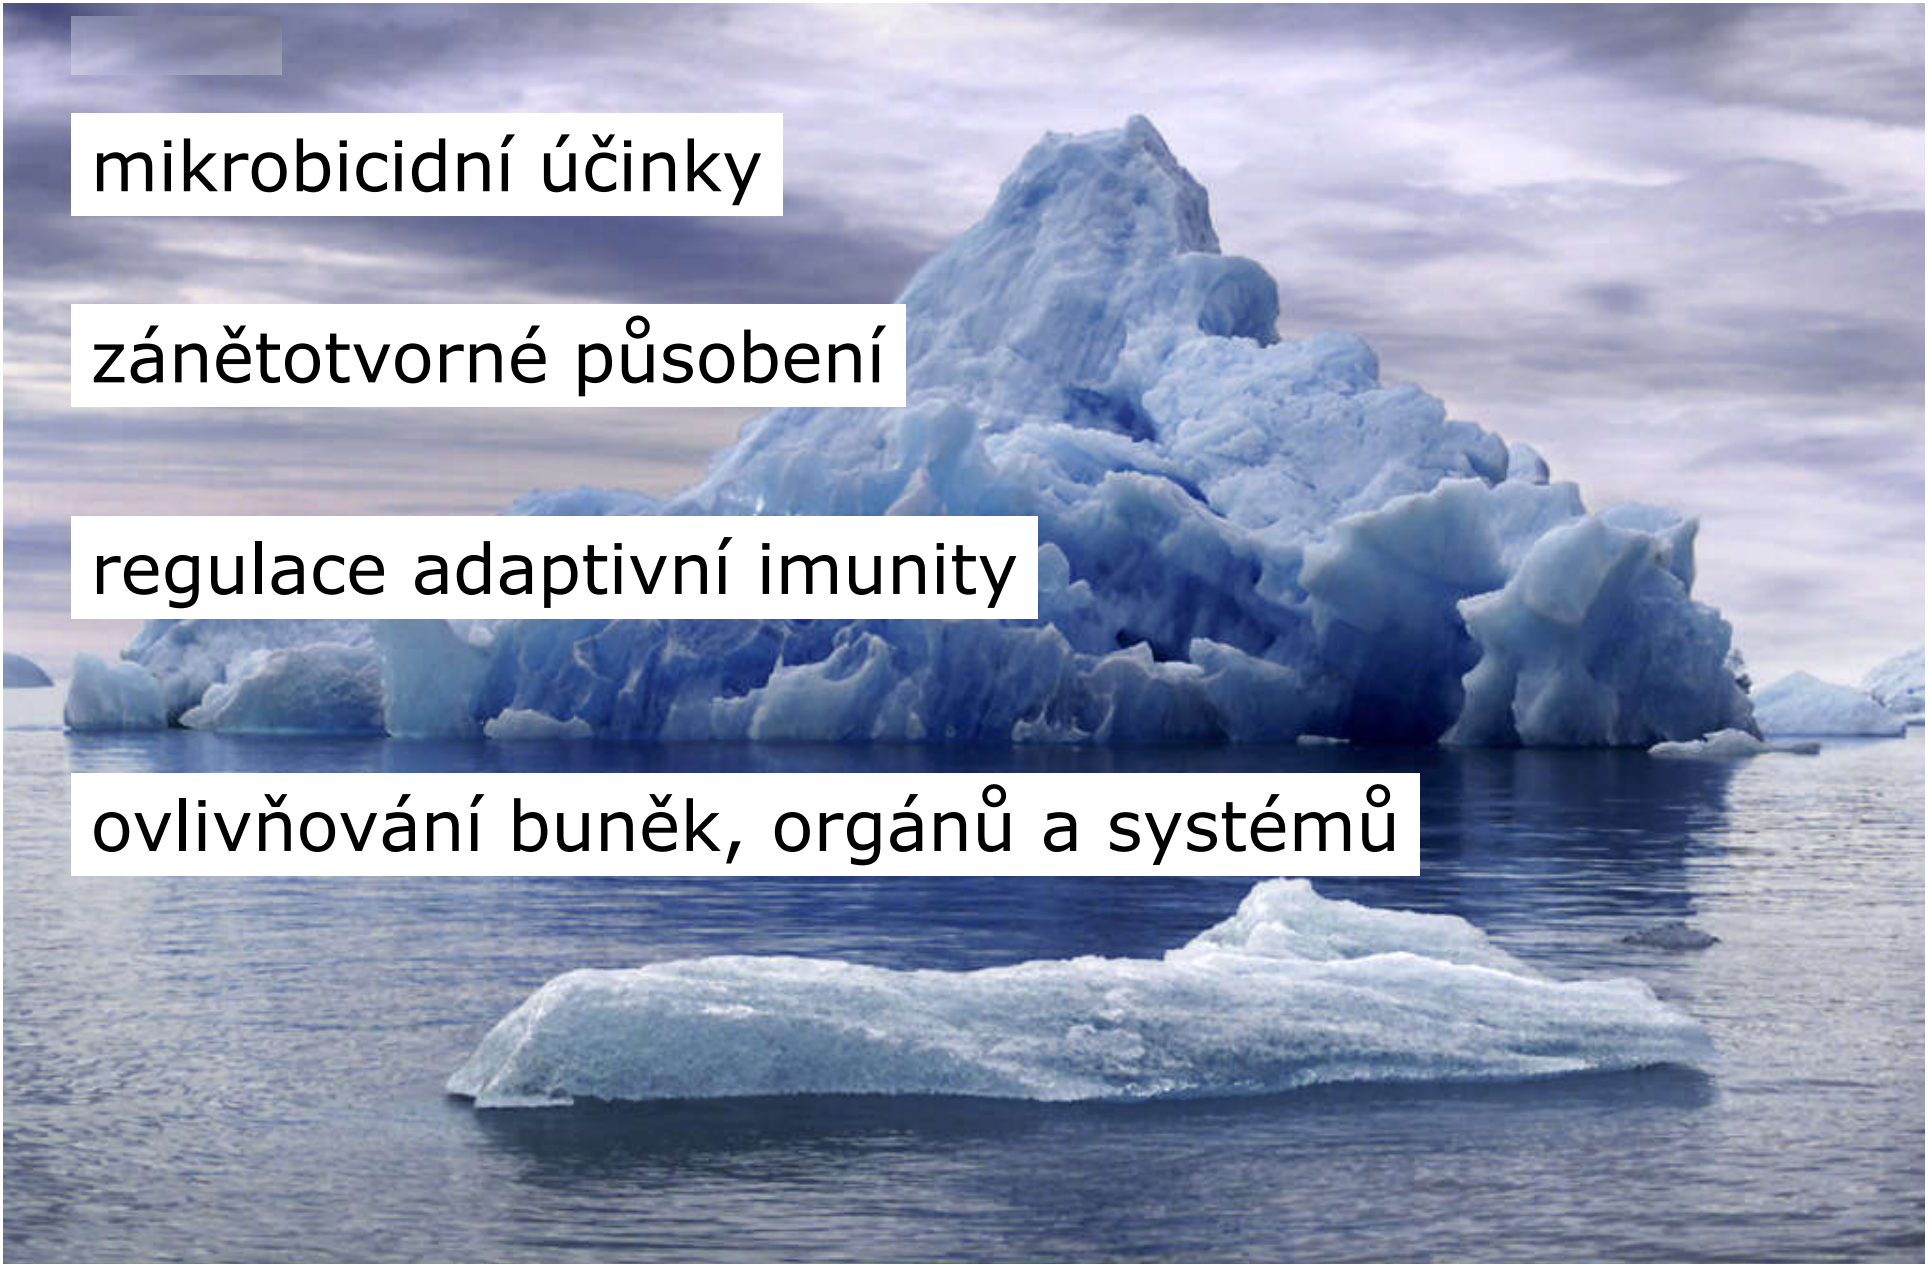 mikrobicidní účinky
zánětotvorné působení
regulace adaptivní imunity
ovlivňování buněk, orgánů a systémů